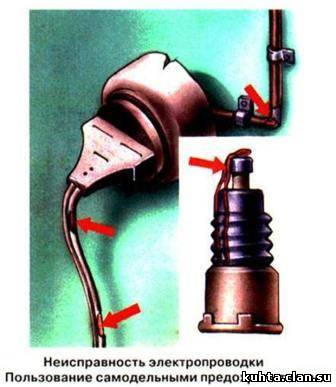 Неисправность электропроводки
Пользование самодельными
kuhta.clan.su